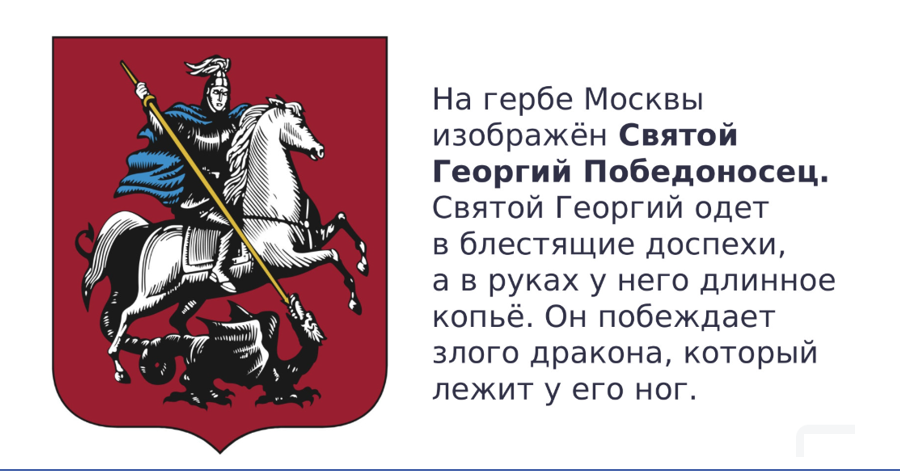 На гербе Москвы
изображён Святой
Георгий Победоносец.
Святой Георгий одет
в блестящие доспехи,
а в руках у него длинное
копьё. Он побеждает
злого дракона, который
лежит у его ног.